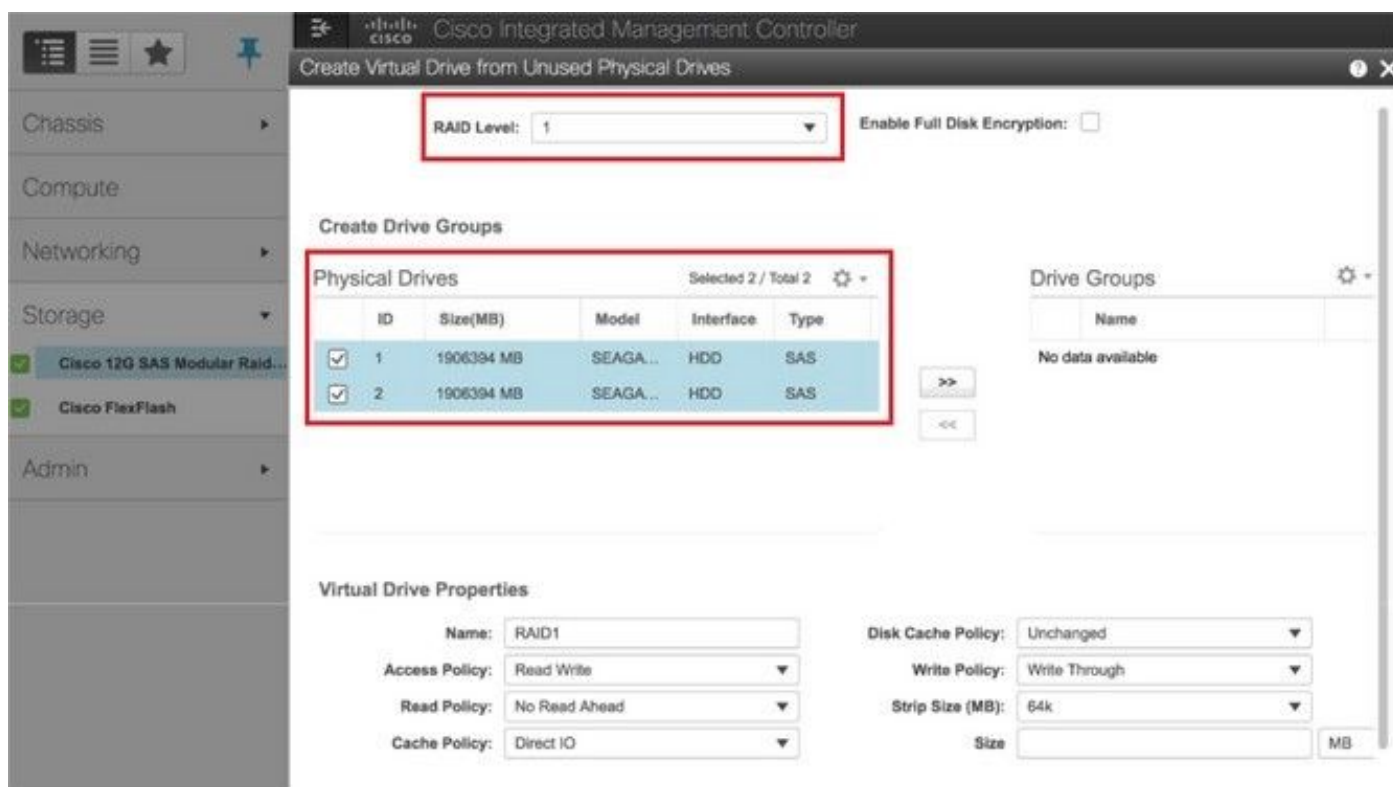 cisco Cisco Integrated Management Controller
Create Virtual Drive from Unused Physical Drives
Chassis
Compute
Networking
Storage
Cisco 12G SAS Modular Raid...
Cisco FlexFlash
Admin
RAID Level: 1
Enable Full Disk Encryption:
Create Drive Groups
Physical Drives Selected 2 / Total 2
ID Size(MB) Model Interface Type
1 1906394 MB SEAGA... HDD SAS
2 1906394 MB SEAGA... HDD SAS
>>
<<
Drive Groups
Name
No data available
Virtual Drive Properties
Name: RAID1
Access Policy: Read Write
Read Policy: No Read Ahead
Cache Policy: Direct IO
Disk Cache Policy: Unchanged
Write Policy: Write Through
Strip Size (MB): 64k
Size MB